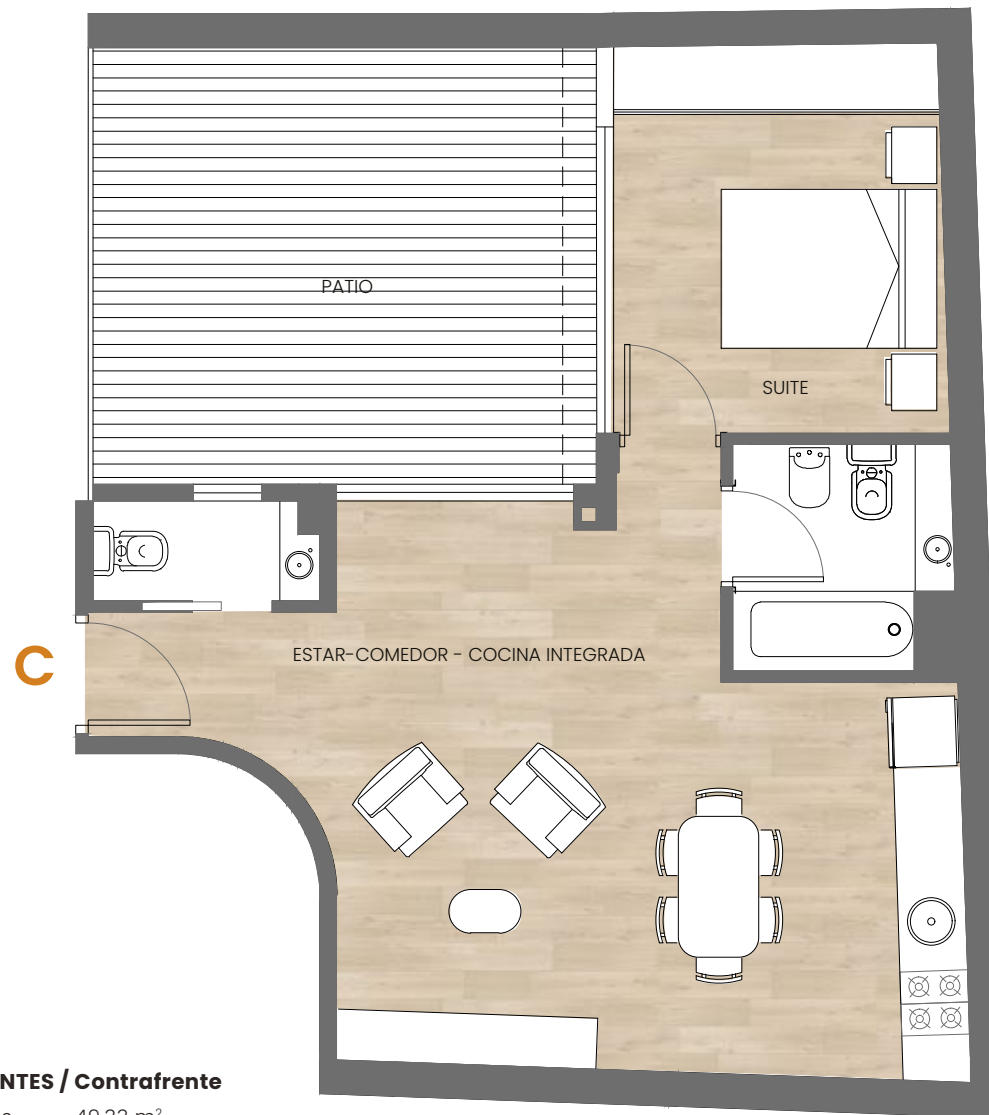 PATIO
SUITE
ESTAR-COMEDOR - COCINA INTEGRADA
C
NTES / Contrafrente